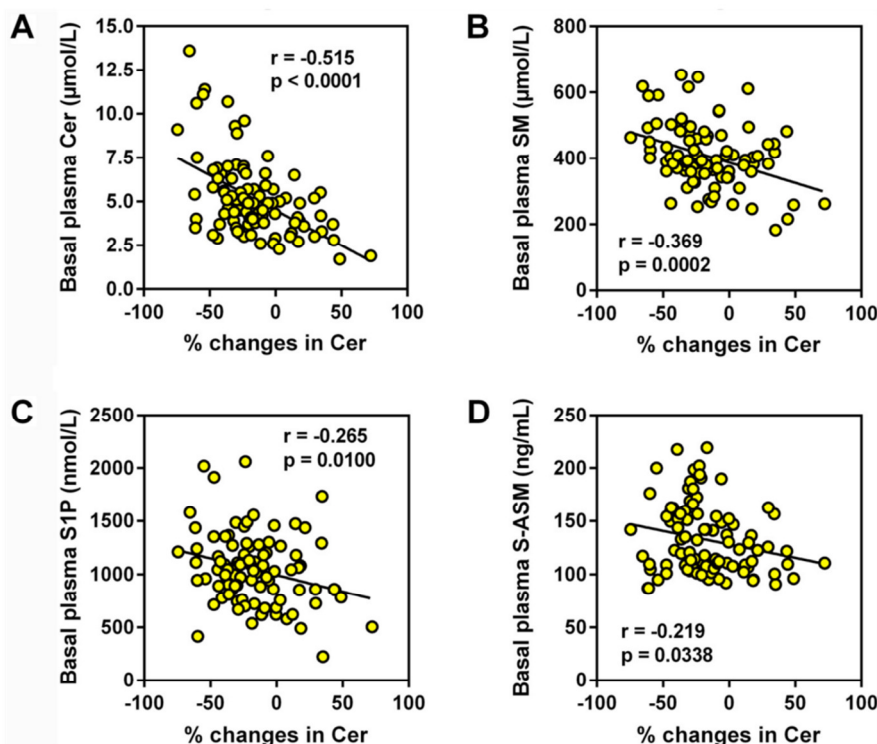 A
Basal plasma Cer (μmol/L)
15.0
12.5
10.0
7.5
5.0
2.5
0.0
r = -0.515
p < 0.0001
-100
-50
0
50
100
% changes in Cer
B
Basal plasma SM (μmol/L)
800
600
400
200
0
r = -0.369
p = 0.0002
-100
-50
0
50
100
% changes in Cer
C
Basal plasma S1P (nmol/L)
2500
2000
1500
1000
500
0
r = -0.265
p = 0.0100
-100
-50
0
50
100
% changes in Cer
D
Basal plasma S-ASM (ng/mL)
250
200
150
100
50
0
r = -0.219
p = 0.0338
-100
-50
0
50
100
% changes in Cer